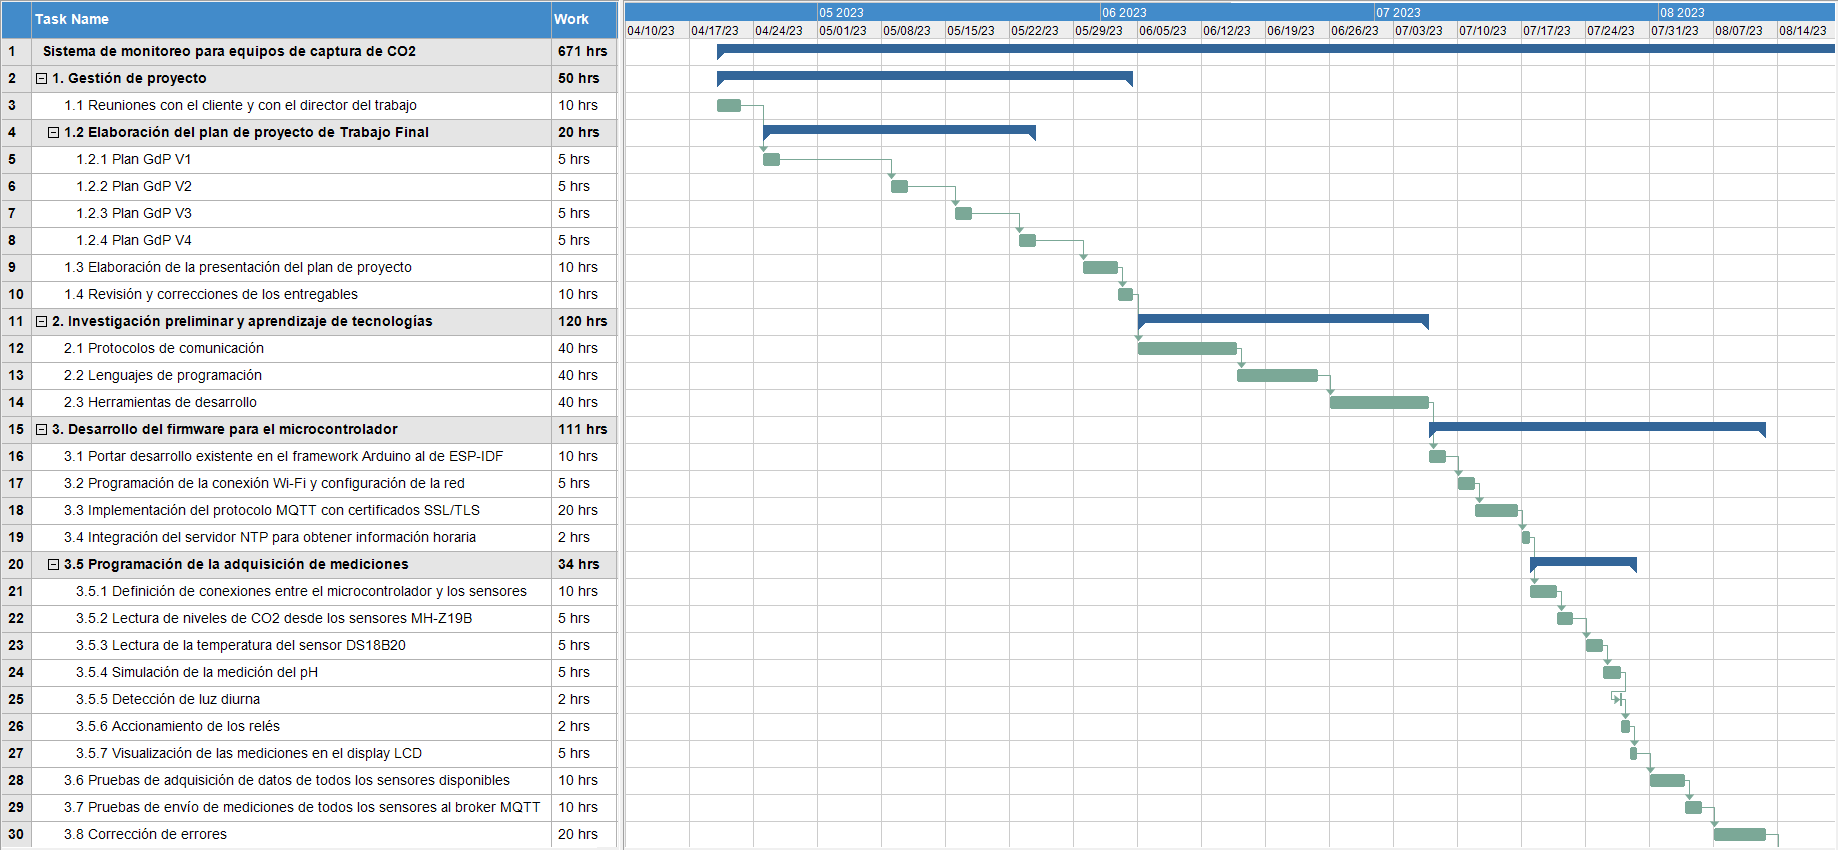 Task Name Work
05 2023 06 2023 07 2023 08 2023
04/10/23 04/17/23 04/24/23 05/01/23 05/08/23 05/15/23 05/22/23 05/29/23 06/05/23 06/12/23 06/19/23 06/26/23 07/03/23 07/10/23 07/17/23 07/24/23 07/31/23 08/07/23 08/14/23
1 Sistema de monitoreo para equipos de captura de CO2 671 hrs
2 1. Gestión de proyecto 50 hrs
3 1.1 Reuniones con el cliente y con el director del trabajo 10 hrs
4 1.2 Elaboración del plan de proyecto de Trabajo Final 20 hrs
5 1.2.1 Plan GdP V1 5 hrs
6 1.2.2 Plan GdP V2 5 hrs
7 1.2.3 Plan GdP V3 5 hrs
8 1.2.4 Plan GdP V4 5 hrs
9 1.3 Elaboración de la presentación del plan de proyecto 10 hrs
10 1.4 Revisión y correcciones de los entregables 10 hrs
11 2. Investigación preliminar y aprendizaje de tecnologías 120 hrs
12 2.1 Protocolos de comunicación 40 hrs
13 2.2 Lenguajes de programación 40 hrs
14 2.3 Herramientas de desarrollo 40 hrs
15 3. Desarrollo del firmware para el microcontrolador 111 hrs
16 3.1 Portar desarrollo existente en el framework Arduino al de ESP-IDF 10 hrs
17 3.2 Programación de la conexión Wi-Fi y configuración de la red 5 hrs
18 3.3 Implementación del protocolo MQTT con certificados SSL/TLS 20 hrs
19 3.4 Integración del servidor NTP para obtener información horaria 2 hrs
20 3.5 Programación de la adquisición de mediciones 34 hrs
21 3.5.1 Definición de conexiones entre el microcontrolador y los sensores 10 hrs
22 3.5.2 Lectura de niveles de CO2 desde los sensores MH-Z19B 5 hrs
23 3.5.3 Lectura de la temperatura del sensor DS18B20 5 hrs
24 3.5.4 Simulación de la medición del pH 5 hrs
25 3.5.5 Detección de luz diurna 2 hrs
26 3.5.6 Accionamiento de los relés 2 hrs
27 3.5.7 Visualización de las mediciones en el display LCD 5 hrs
28 3.6 Pruebas de adquisición de datos de todos los sensores disponibles 10 hrs
29 3.7 Pruebas de envío de mediciones de todos los sensores al broker MQTT 10 hrs
30 3.8 Corrección de errores 20 hrs